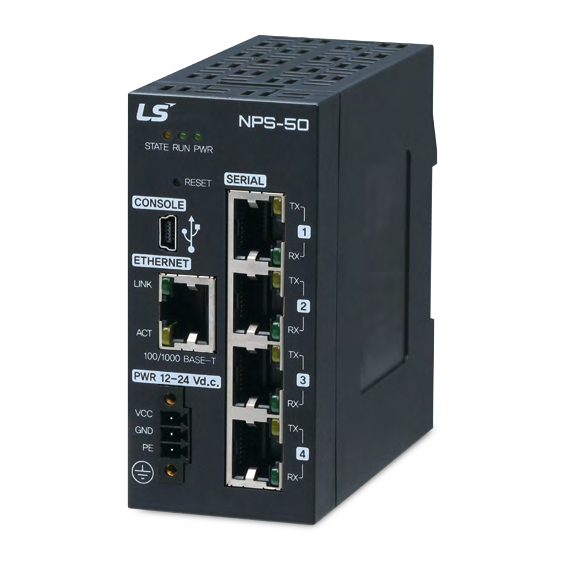 LS
NPS-50
STATE RUN PWR
RESET
SERIAL
CONSOLE
TX
1
RX
ETHERNET
LINK
ACT
100/1000 BASE-T
TX
2
RX
PWR 12-24 Vd.c.
TX
3
RX
VCC
GND
PE
TX
4
RX